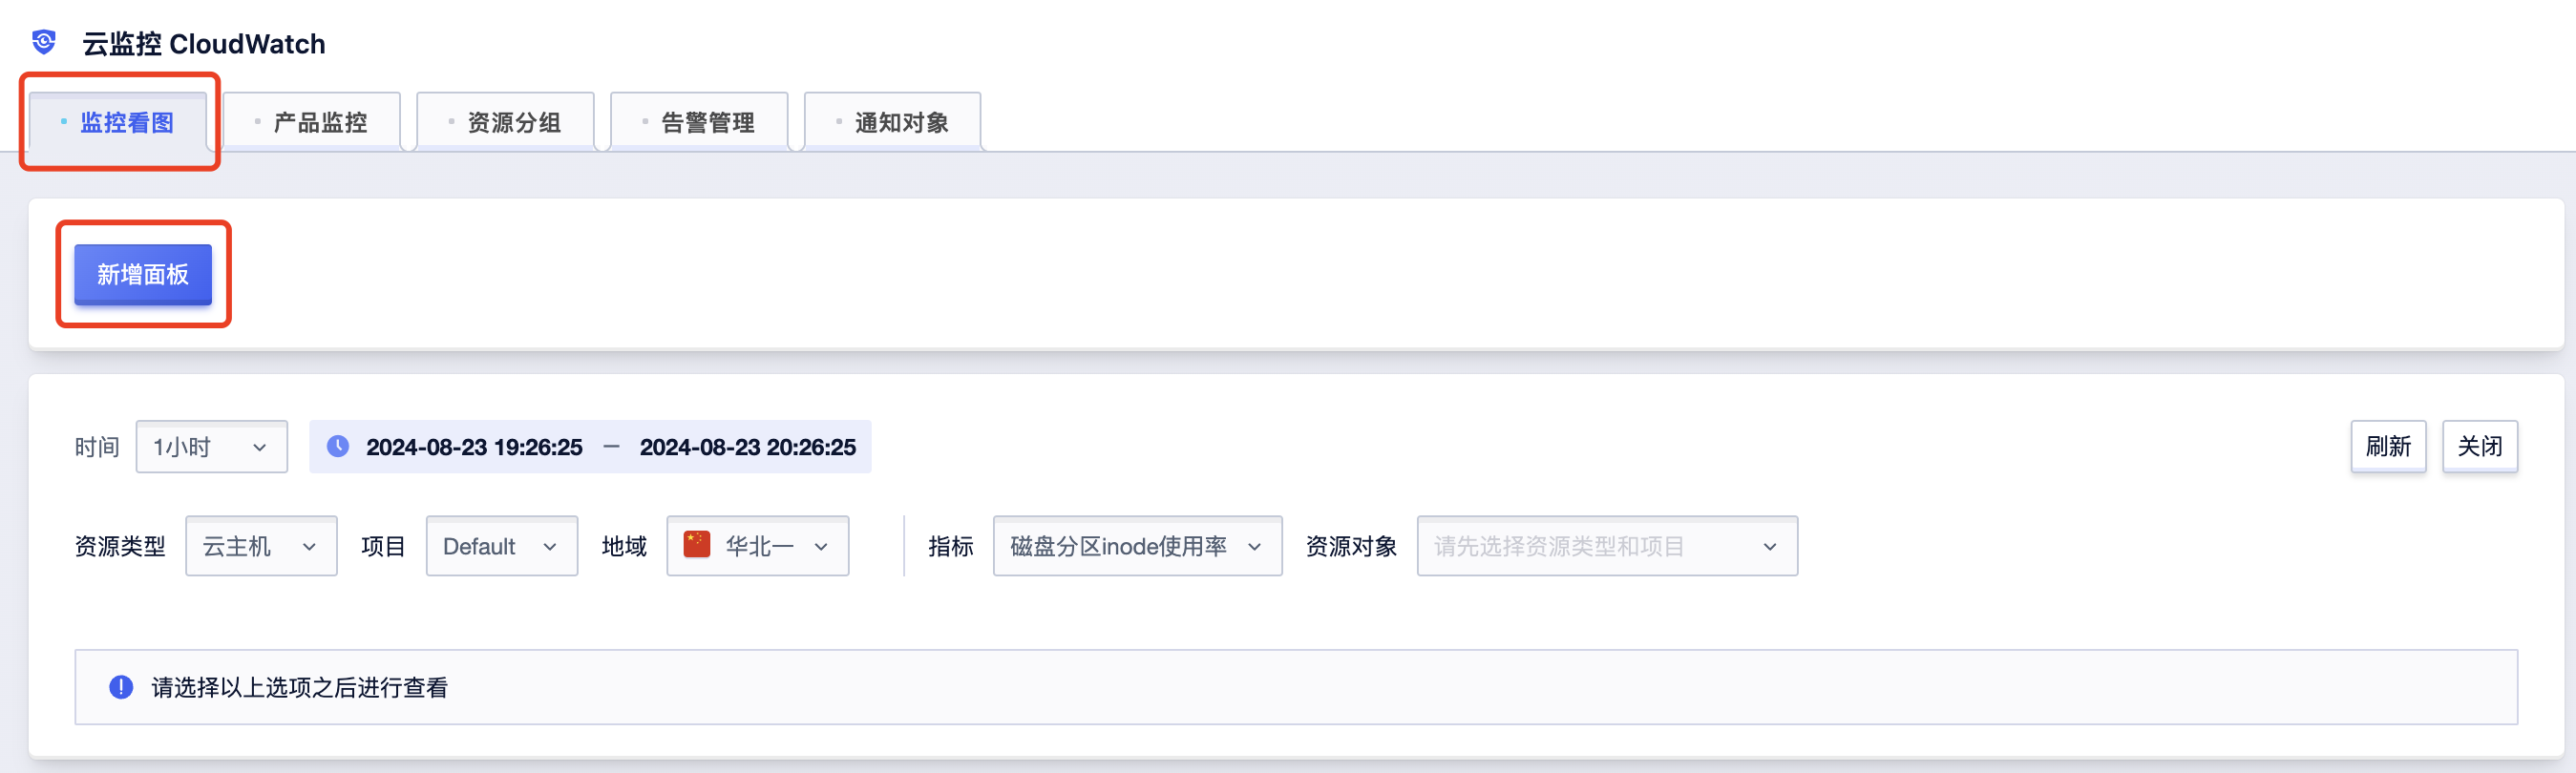 云监控 CloudWatch
监控看图 产品监控 资源分组 告警管理 通知对象
新增面板
时间 1小时 2024-08-23 19:26:25 — 2024-08-23 20:26:25 刷新 关闭
资源类型 云主机 项目 Default 地域 华北一 指标 磁盘分区inode使用率 资源对象 请先选择资源类型和项目
请选择以上选项之后进行查看